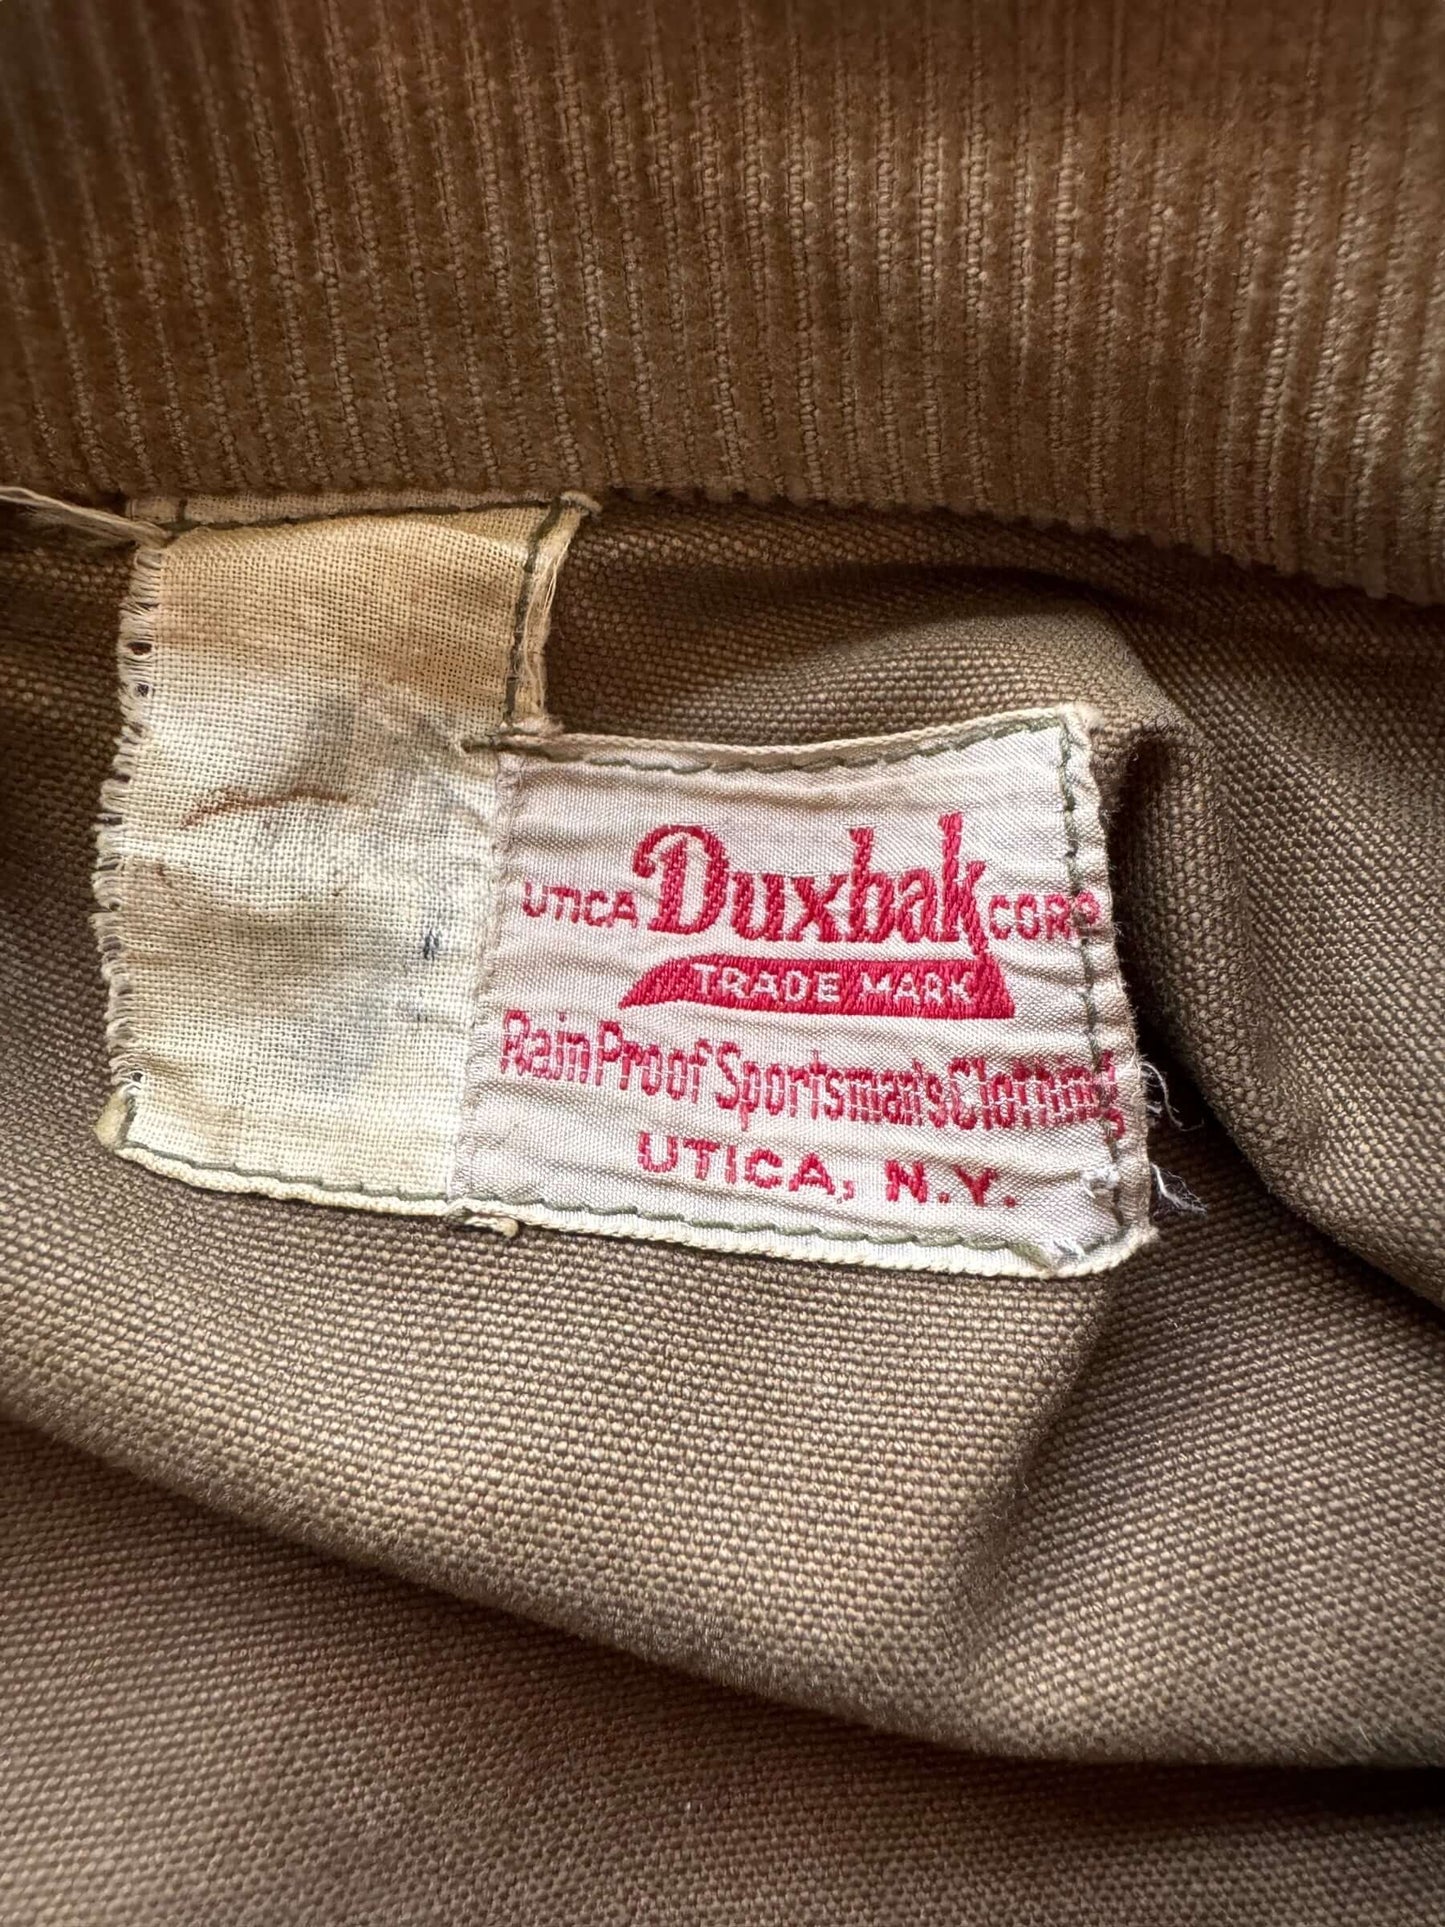 UTICA Duxbak CORP.
TRADE MARK
Rain Proof Sportsman's Clothing
UTICA, N.Y.